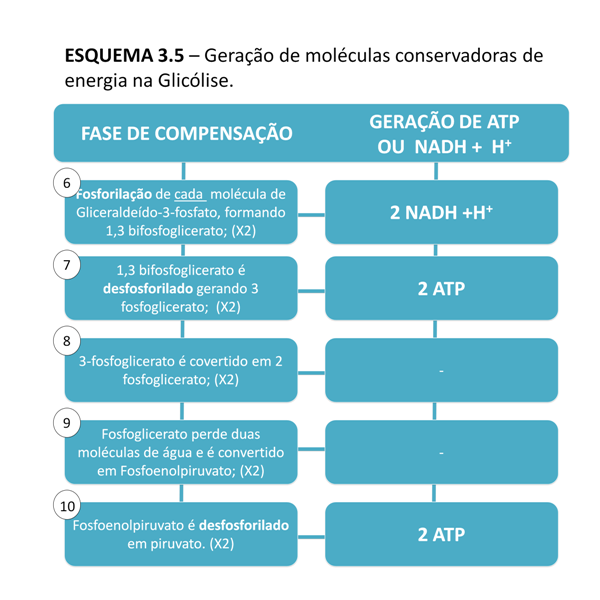 ESQUEMA 3.5 – Geração de moléculas conservadoras de
energia na Glicólise.
FASE DE COMPENSAÇÃO
GERAÇÃO DE ATP
OU NADH + H⁺
6
Fosforilação de cada molécula de
Gliceraldeído-3-fosfato, formando
1,3 bifosfoglicerato; (X2)
2 NADH +H⁺
7
1,3 bifosfoglicerato é
desfosforilado gerando 3
fosfoglicerato; (X2)
2 ATP
8
3-fosfoglicerato é covertido em 2
fosfoglicerato; (X2)
-
9
Fosfoglicerato perde duas
moléculas de água e é convertido
em Fosfoenolpiruvato; (X2)
-
10
Fosfoenolpiruvato é desfosforilado
em piruvato. (X2)
2 ATP